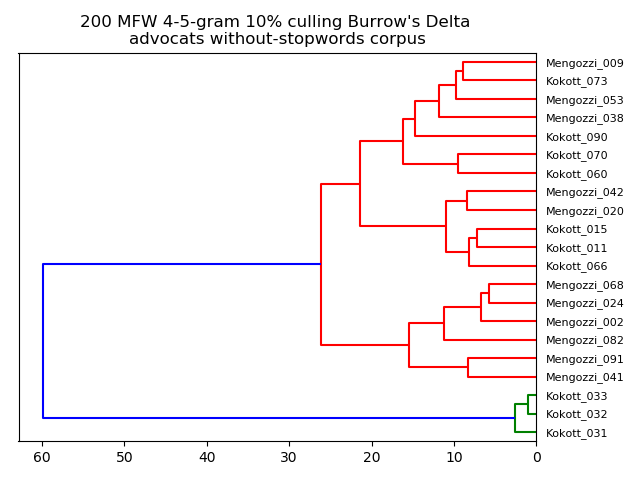 200 MFW 4-5-gram 10% culling Burrow's Delta
advocats without-stopwords corpus
Mengozzi_009
Kokott_073
Mengozzi_053
Mengozzi_038
Kokott_090
Kokott_070
Kokott_060
Mengozzi_042
Mengozzi_020
Kokott_015
Kokott_011
Kokott_066
Mengozzi_068
Mengozzi_024
Mengozzi_002
Mengozzi_082
Mengozzi_091
Mengozzi_041
Kokott_033
Kokott_032
Kokott_031
60 50 40 30 20 10 0